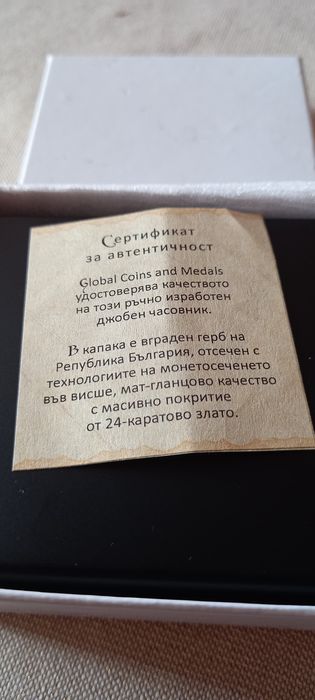 Сертификат
за автентичност
Global Coins and Medals
удостоверява качеството
на този ръчно изработен
джобен часовник.
В капака е вграден герб на
Република България, отсечен с
технологиите на монетосеченето
във висше, мат-гланцово качество
с масивно покритие
от 24-каратово злато.